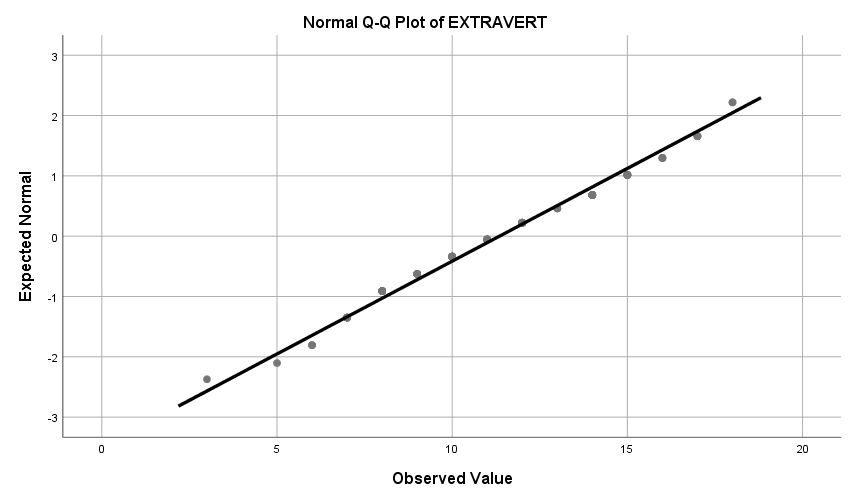 Normal Q-Q Plot of EXTRAVERT
3
2
1
0
-1
-2
-3
Expected Normal
0 5 10 15 20
Observed Value